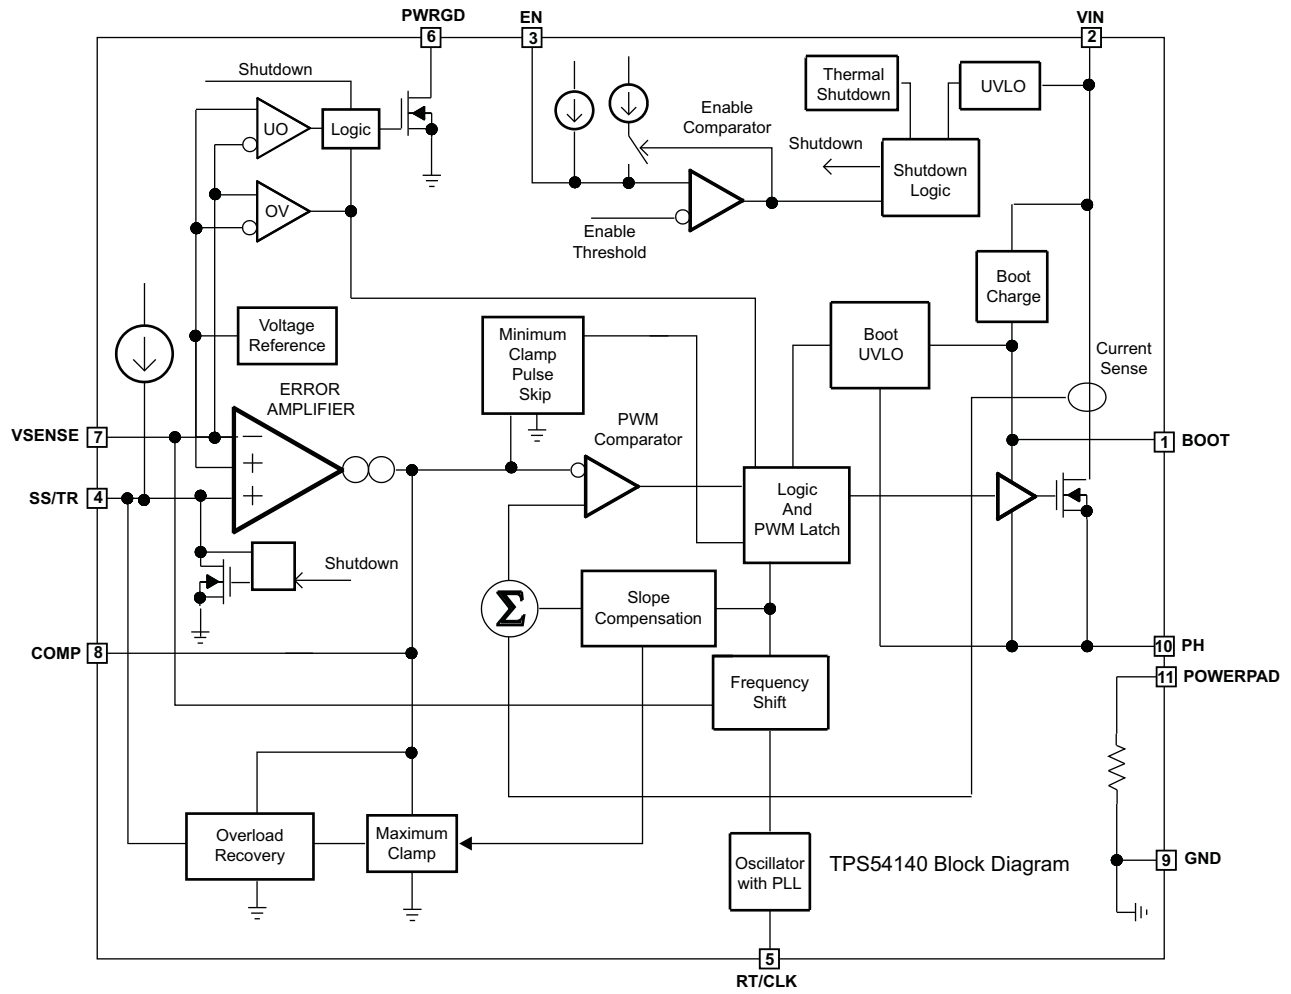 PWRGD
6
EN
3
VIN
2
Shutdown
UO
Logic
OV
Enable
Comparator
Enable
Threshold
Thermal
Shutdown
UVLO
Shutdown
Shutdown
Logic
Boot
Charge
Voltage
Reference
Minimum
Clamp
Pulse
Skip
Boot
UVLO
Current
Sense
ERROR
AMPLIFIER
PWM
Comparator
VSENSE
7
−
+
+
1
BOOT
SS/TR
4
Logic
And
PWM Latch
Shutdown
Σ
Slope
Compensation
COMP
8
10
PH
11
POWERPAD
Frequency
Shift
Overload
Recovery
Maximum
Clamp
Oscillator
with PLL
TPS54140 Block Diagram
9
GND
5
RT/CLK